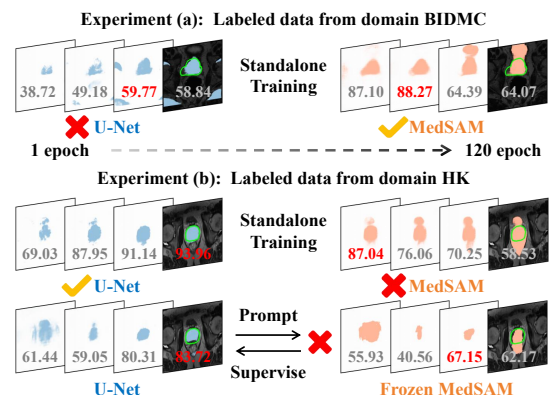 Experiment (a): Labeled data from domain BIDMC
38.72 49.18 59.77 58.84
Standalone Training
87.10 88.27 64.39 64.07
U-Net
MedSAM
1 epoch
120 epoch
Experiment (b): Labeled data from domain HK
69.03 87.95 91.14 93.96
Standalone Training
87.04 76.06 70.25 58.53
U-Net
MedSAM
61.44 59.05 80.31 83.72
Prompt
Supervise
55.93 40.56 67.15 62.17
U-Net
Frozen MedSAM